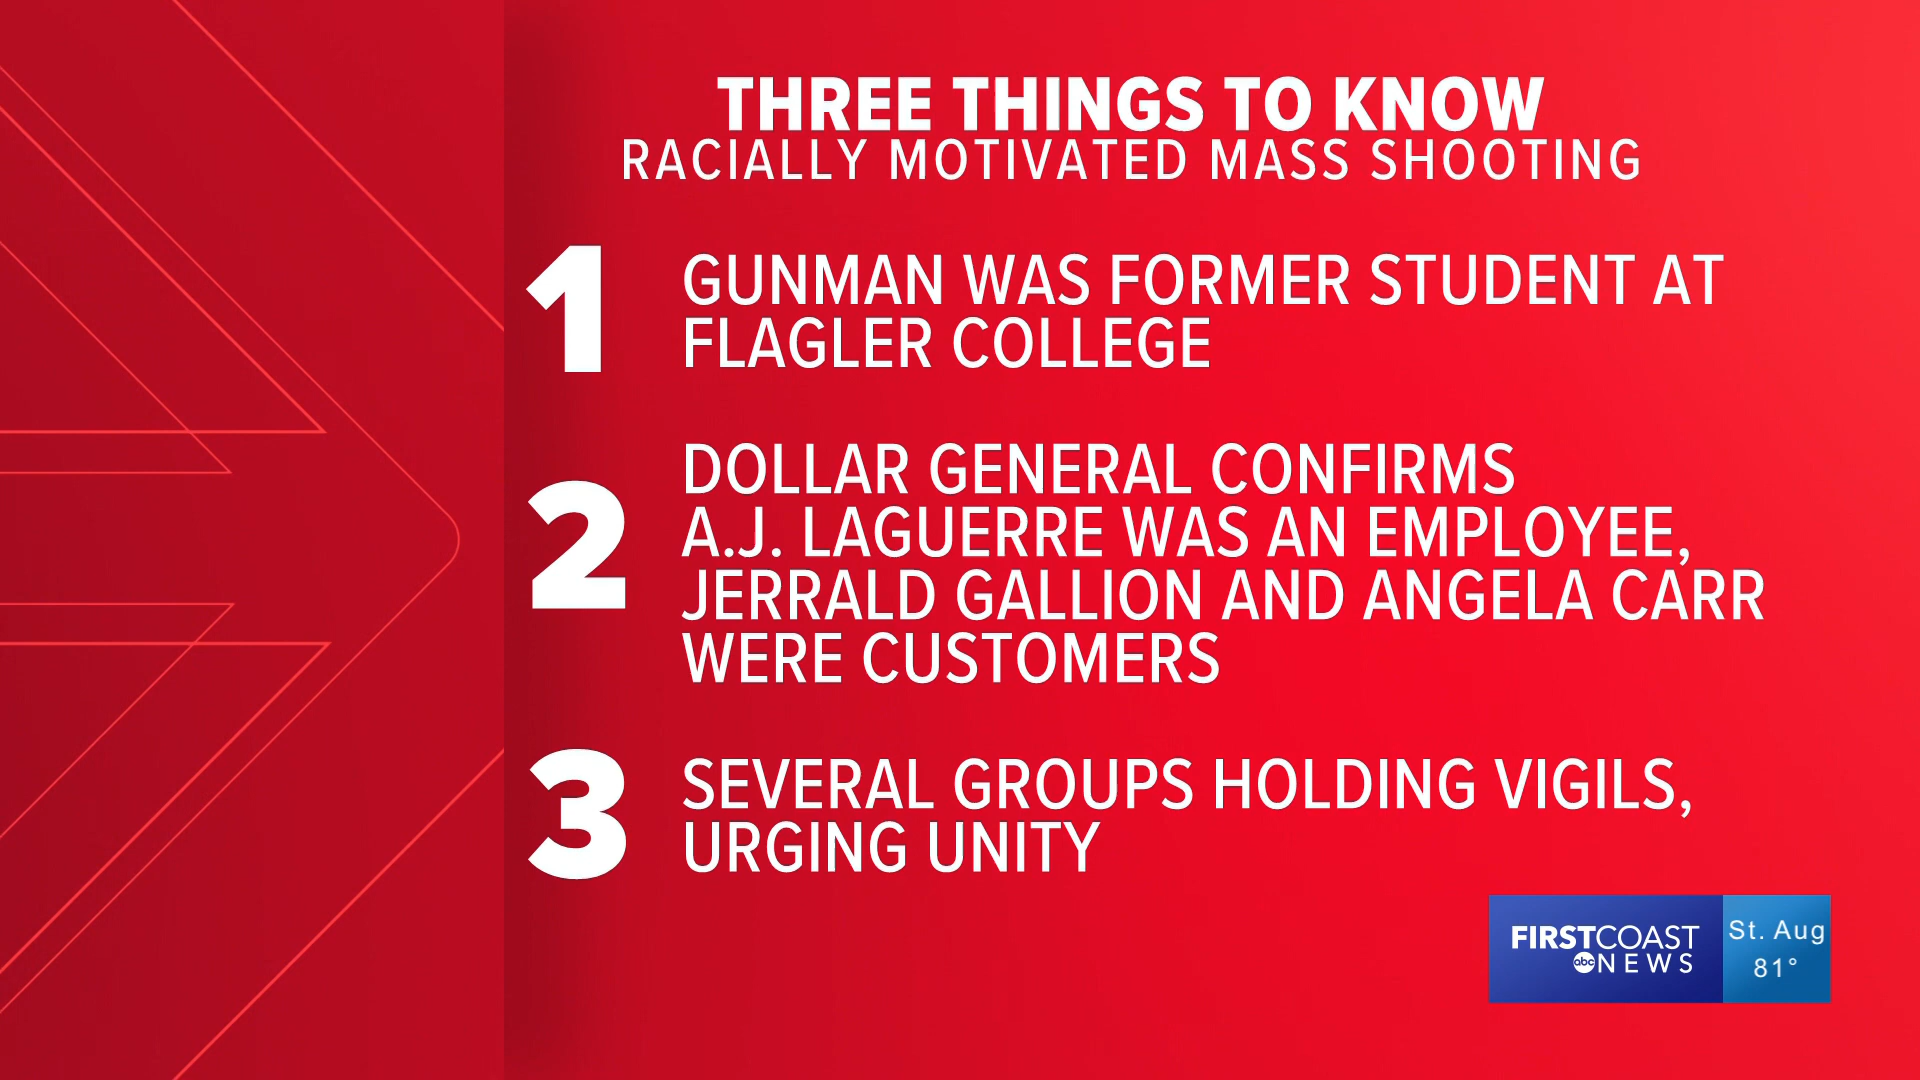 THREE THINGS TO KNOW
RACIALLY MOTIVATED MASS SHOOTING
1
GUNMAN WAS FORMER STUDENT AT
FLAGLER COLLEGE
2
DOLLAR GENERAL CONFIRMS
A.J. LAGUERRE WAS AN EMPLOYEE,
JERRALD GALLION AND ANGELA CARR
WERE CUSTOMERS
3
SEVERAL GROUPS HOLDING VIGILS,
URGING UNITY
FIRSTCOAST
abc NEWS
St. Aug
81°